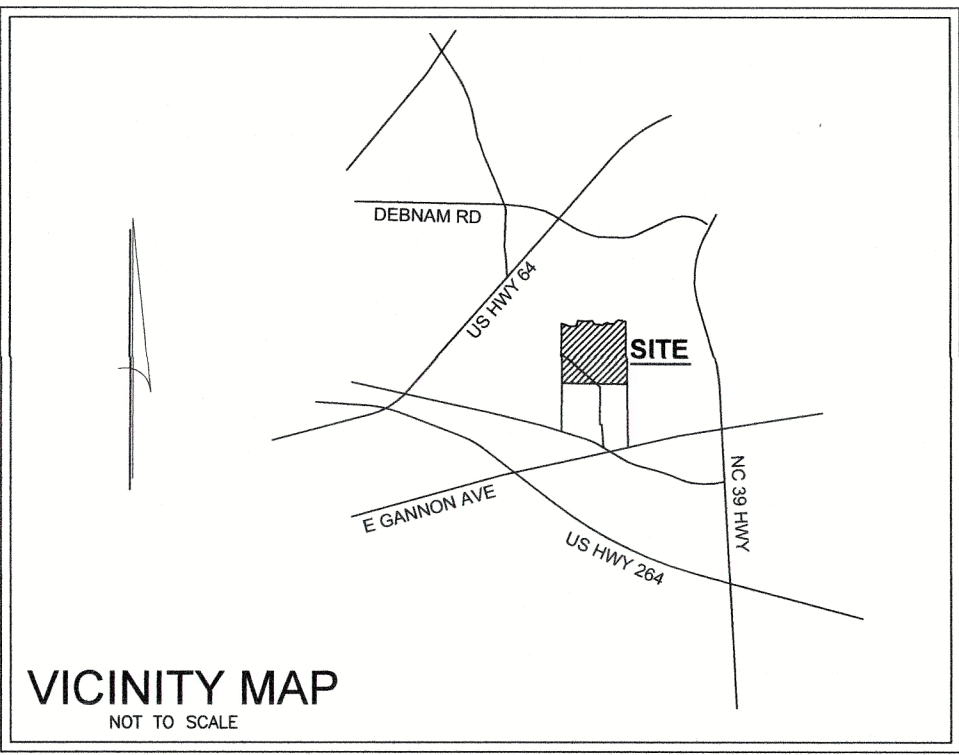 DEBNAM RD
US HWY 64
SITE
E GANNON AVE
NC 39 HWY
US HWY 264
VICINITY MAP
NOT TO SCALE